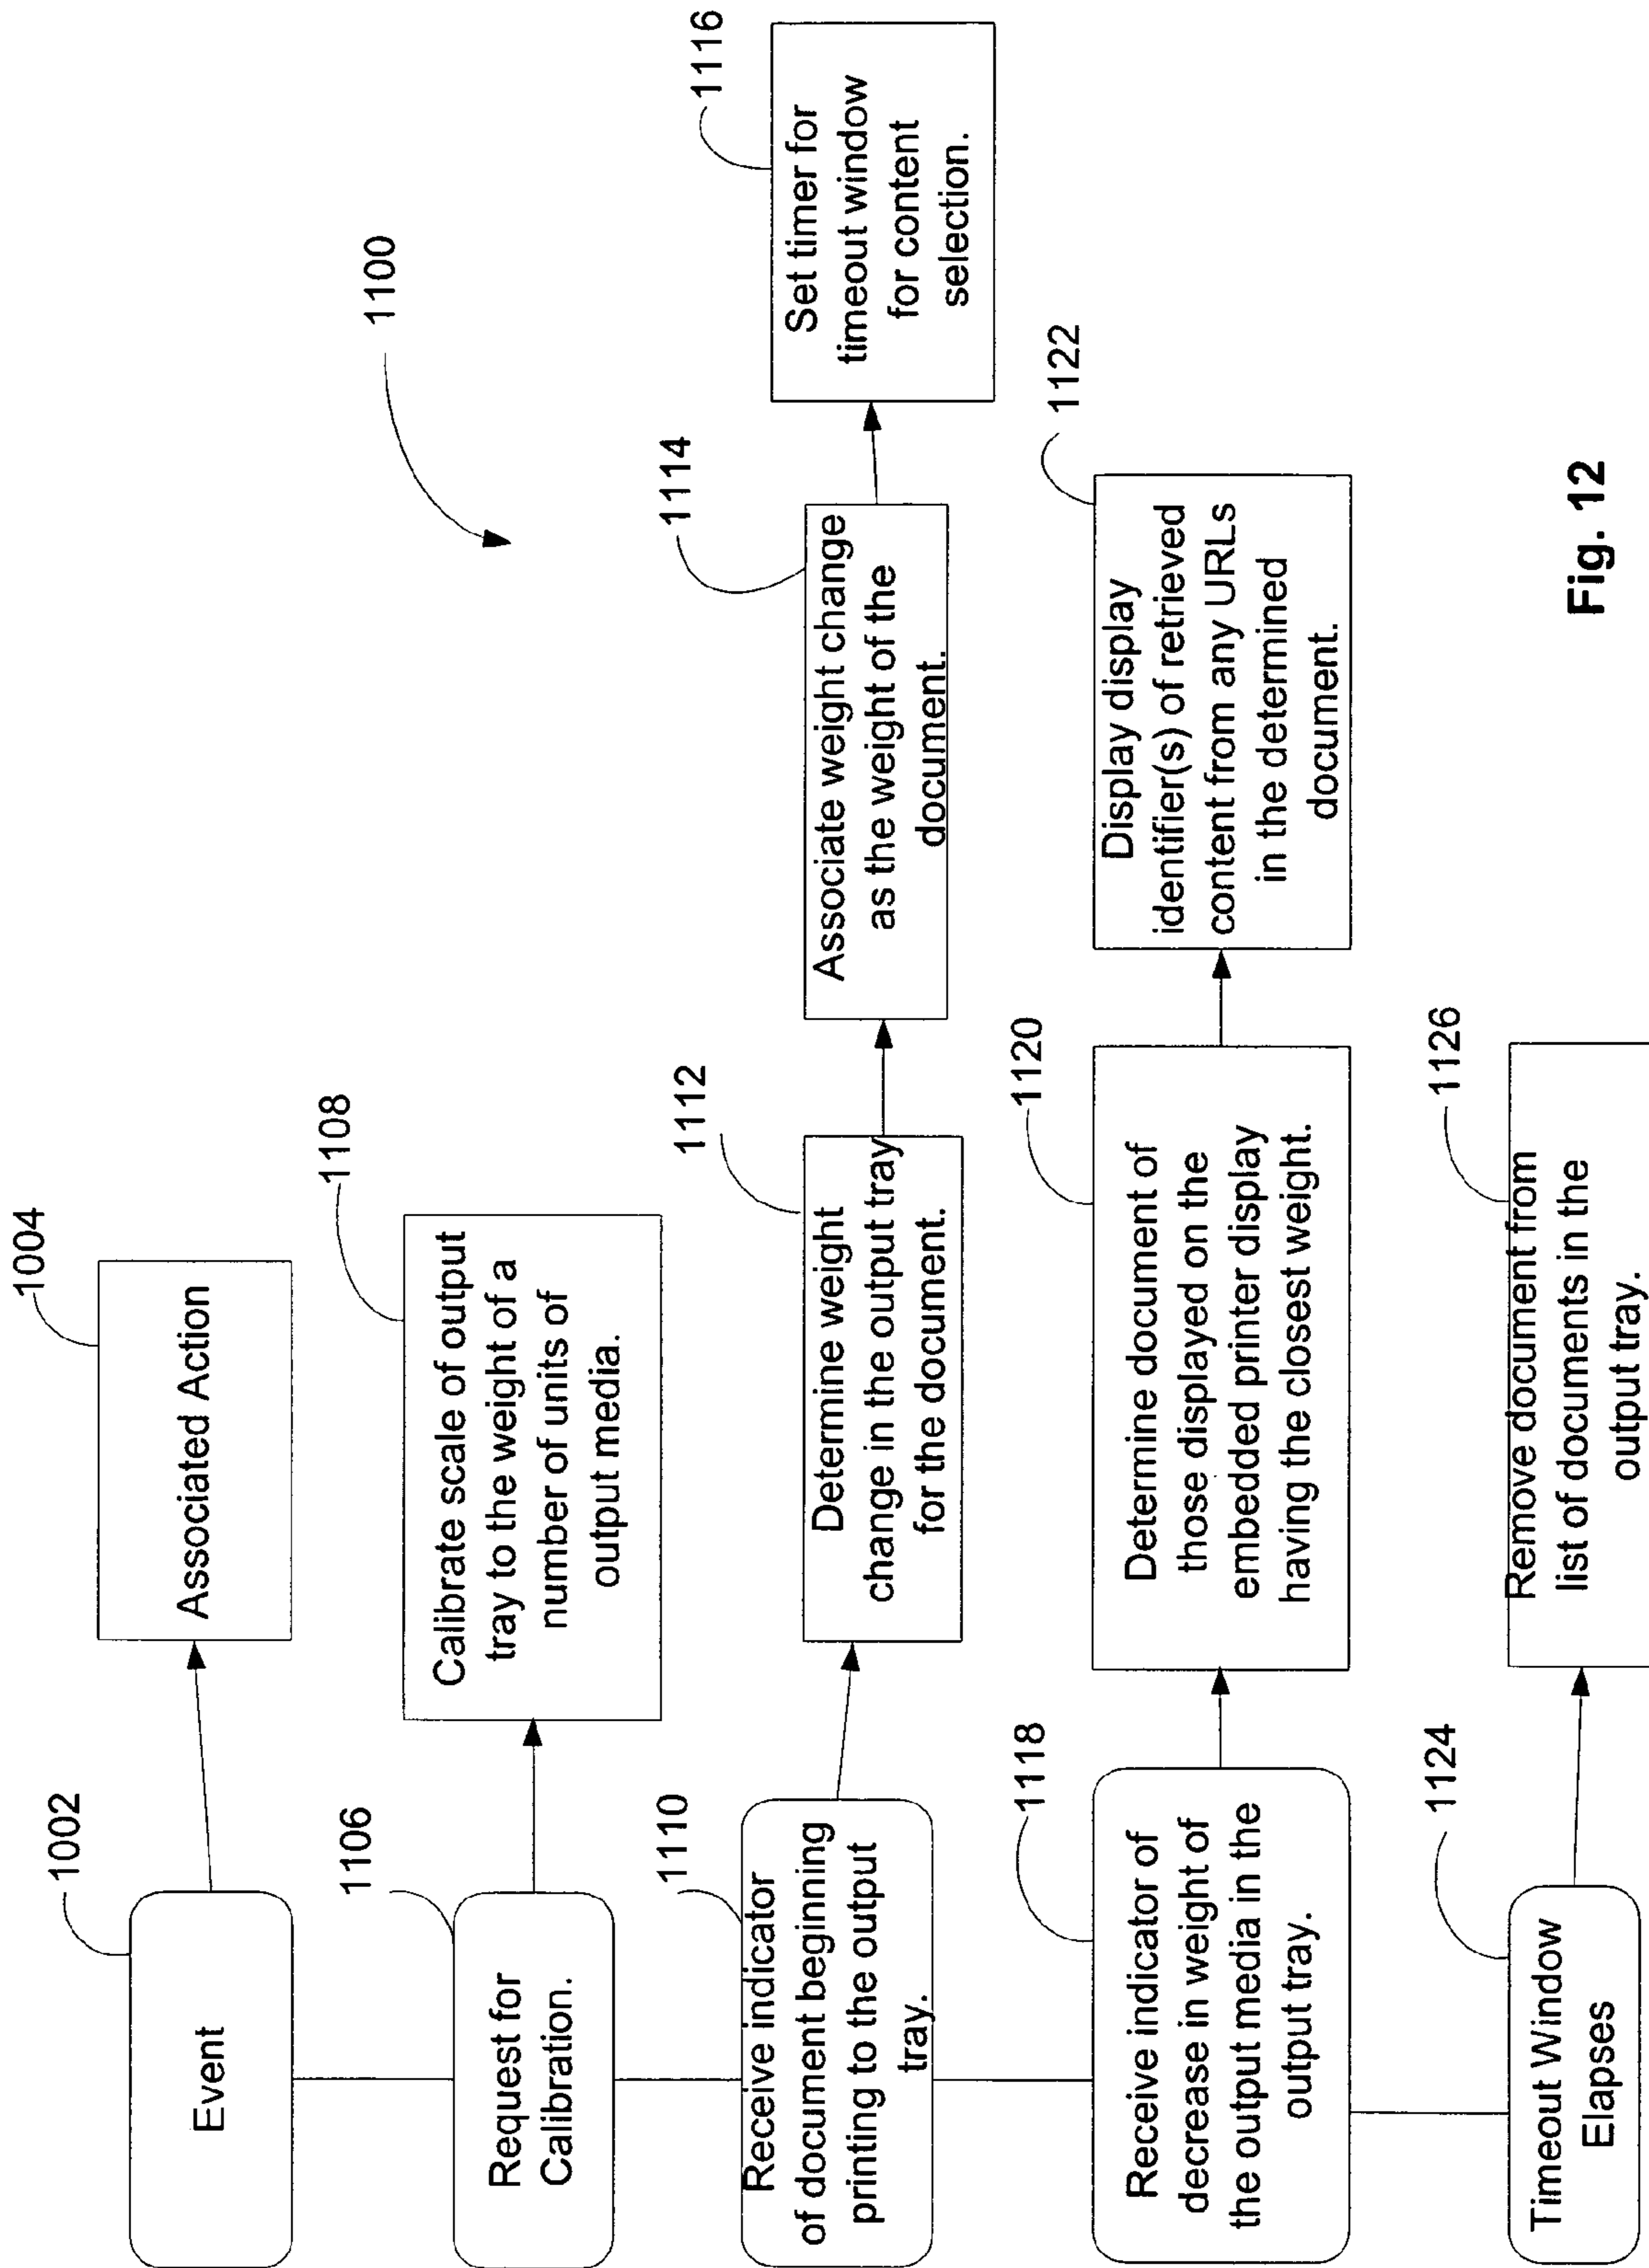 1100
1002
Event
1004
Associated Action
1106
Request for
Calibration.
1108
Calibrate scale of output
tray to the weight of a
number of units of
output media.
1110
Receive indicator
of document beginning
printing to the output
tray.
1112
Determine weight
change in the output tray
for the document.
1114
Associate weight change
as the weight of the
document.
1116
Set timer for
timeout window
for content
selection.
1118
Receive indicator of
decrease in weight of
the output media in the
output tray.
1120
Determine document of
those displayed on the
embedded printer display
having the closest weight.
1122
Display display
identifier(s) of retrieved
content from any URLs
in the determined
document.
1124
Timeout Window
Elapses
1126
Remove document from
list of documents in the
output tray.
Fig. 12